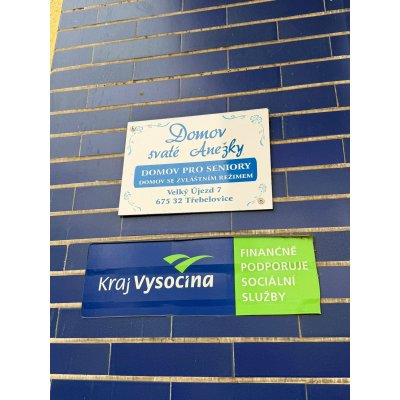 Domov
svaté Anežky
DOMOV PRO SENIORY
DOMOV SE ZVLÁŠTNÍM REŽIMEM
Velký Újezd 7
675 32 Třebelovice
Kraj Vysočina
FINANČNĚ
PODPORUJE
SOCIÁLNÍ
SLUŽBY